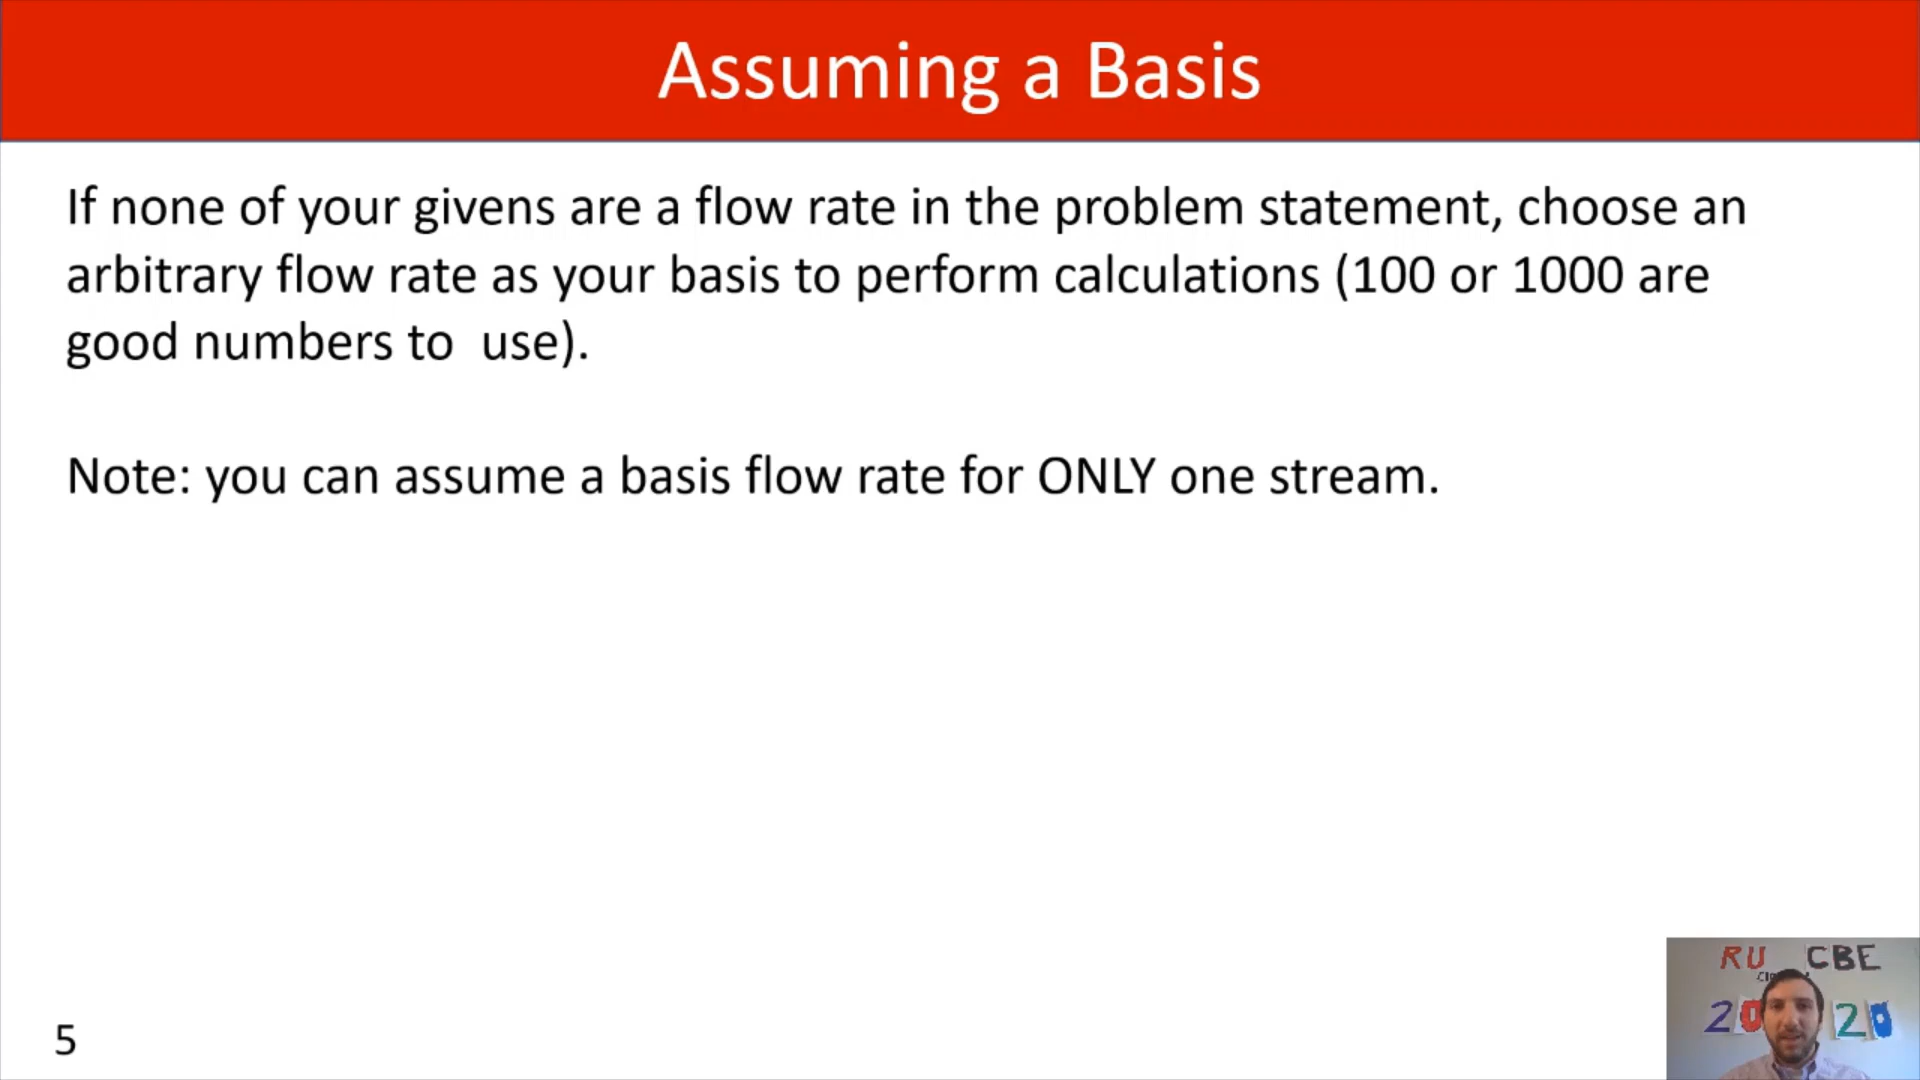 Assuming a Basis
If none of your givens are a flow rate in the problem statement, choose an
arbitrary flow rate as your basis to perform calculations (100 or 1000 are
good numbers to  use).
Note: you can assume a basis flow rate for ONLY one stream.
RU CBE
5